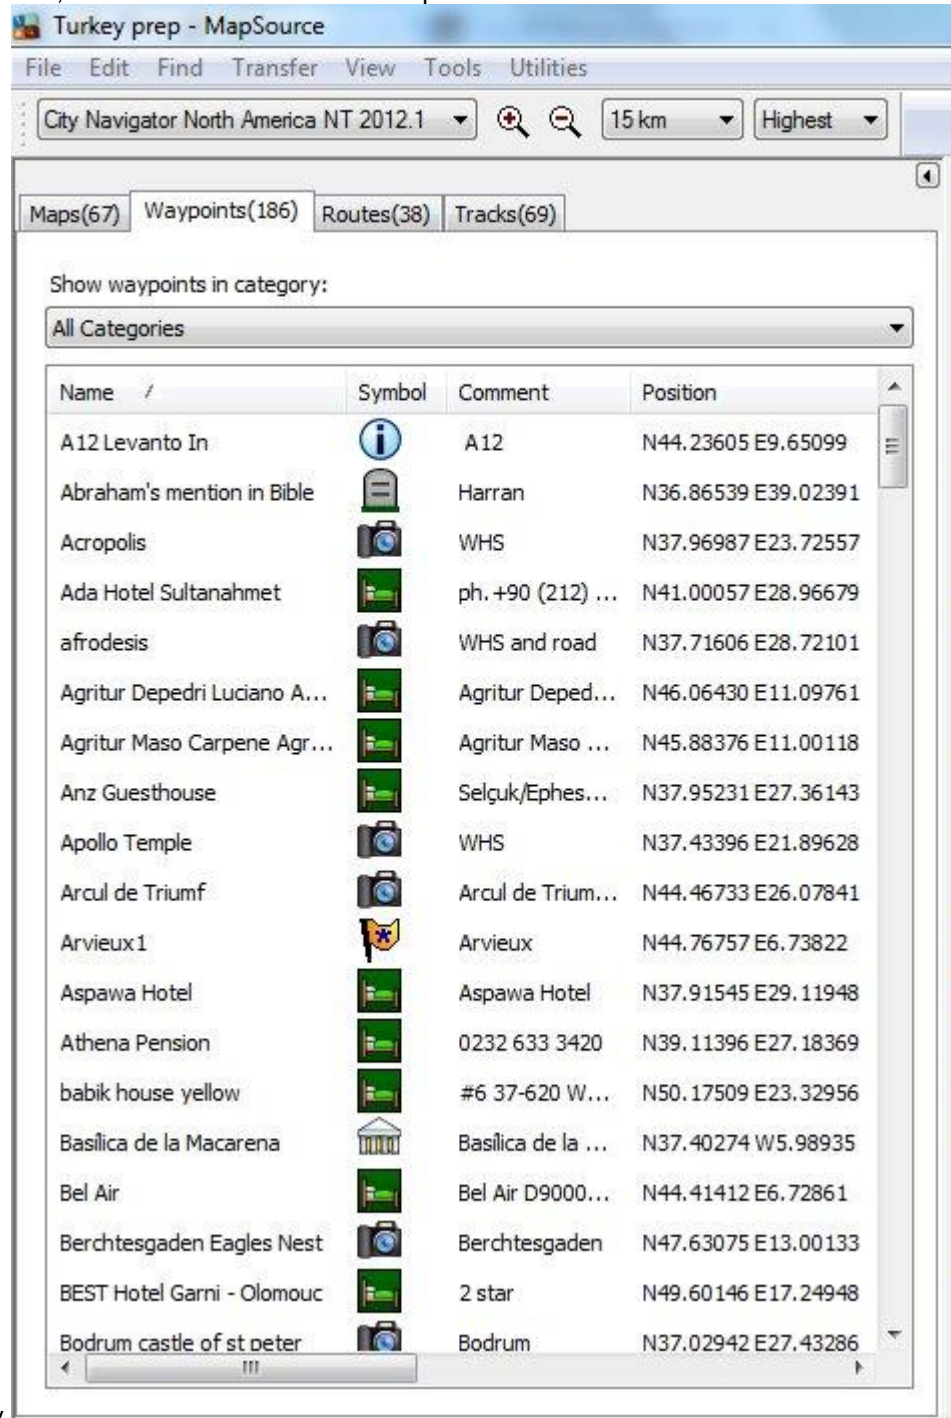 Turkey prep - MapSource
File Edit Find Transfer View Tools Utilities
City Navigator North America NT 2012.1 15 km Highest
Maps(67) Waypoints(186) Routes(38) Tracks(69)
Show waypoints in category:
All Categories
Name / Symbol Comment Position
A12 Levanto In A12 N44.23605 E9.65099
Abraham's mention in Bible Harran N36.86539 E39.02391
Acropolis WHS N37.96987 E23.72557
Ada Hotel Sultanahmet ph. +90 (212) ... N41.00057 E28.96679
afrodesis WHS and road N37.71606 E28.72101
Agritur Depedri Luciano A... Agritur Deped... N46.06430 E11.09761
Agritur Maso Carpene Agr... Agritur Maso ... N45.88376 E11.00118
Anz Guesthouse Selçuk/Ephes... N37.95231 E27.36143
Apollo Temple WHS N37.43396 E21.89628
Arcul de Triumf Arcul de Trium... N44.46733 E26.07841
Arvieux1 Arvieux N44.76757 E6.73822
Aspawa Hotel Aspawa Hotel N37.91545 E29.11948
Athena Pension 0232 633 3420 N39.11396 E27.18369
babik house yellow #6 37-620 W... N50.17509 E23.32956
Basílica de la Macarena Basílica de la ... N37.40274 W5.98935
Bel Air Bel Air D9000... N44.41412 E6.72861
Berchtesgaden Eagles Nest Berchtesgaden N47.63075 E13.00133
BEST Hotel Garni - Olomouc 2 star N49.60146 E17.24948
Bodrum castle of st peter Bodrum N37.02942 E27.43286